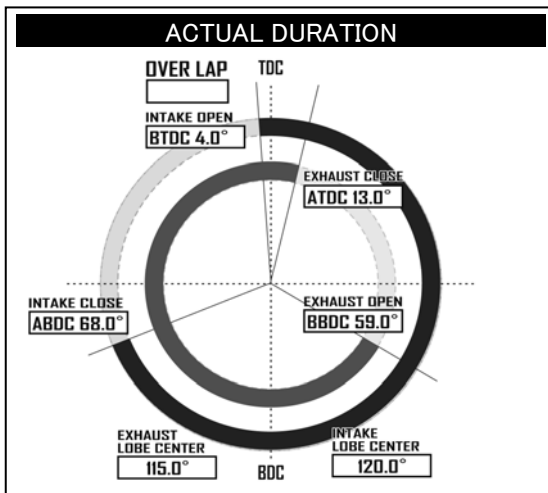 ACTUAL DURATION
OVER LAP
TDC
INTAKE OPEN
BTDC 4.0°
EXHAUST CLOSE
ATDC 13.0°
INTAKE CLOSE
ABDC 68.0°
EXHAUST OPEN
BBDC 59.0°
EXHAUST
LOBE CENTER
115.0°
BDC
INTAKE
LOBE CENTER
120.0°